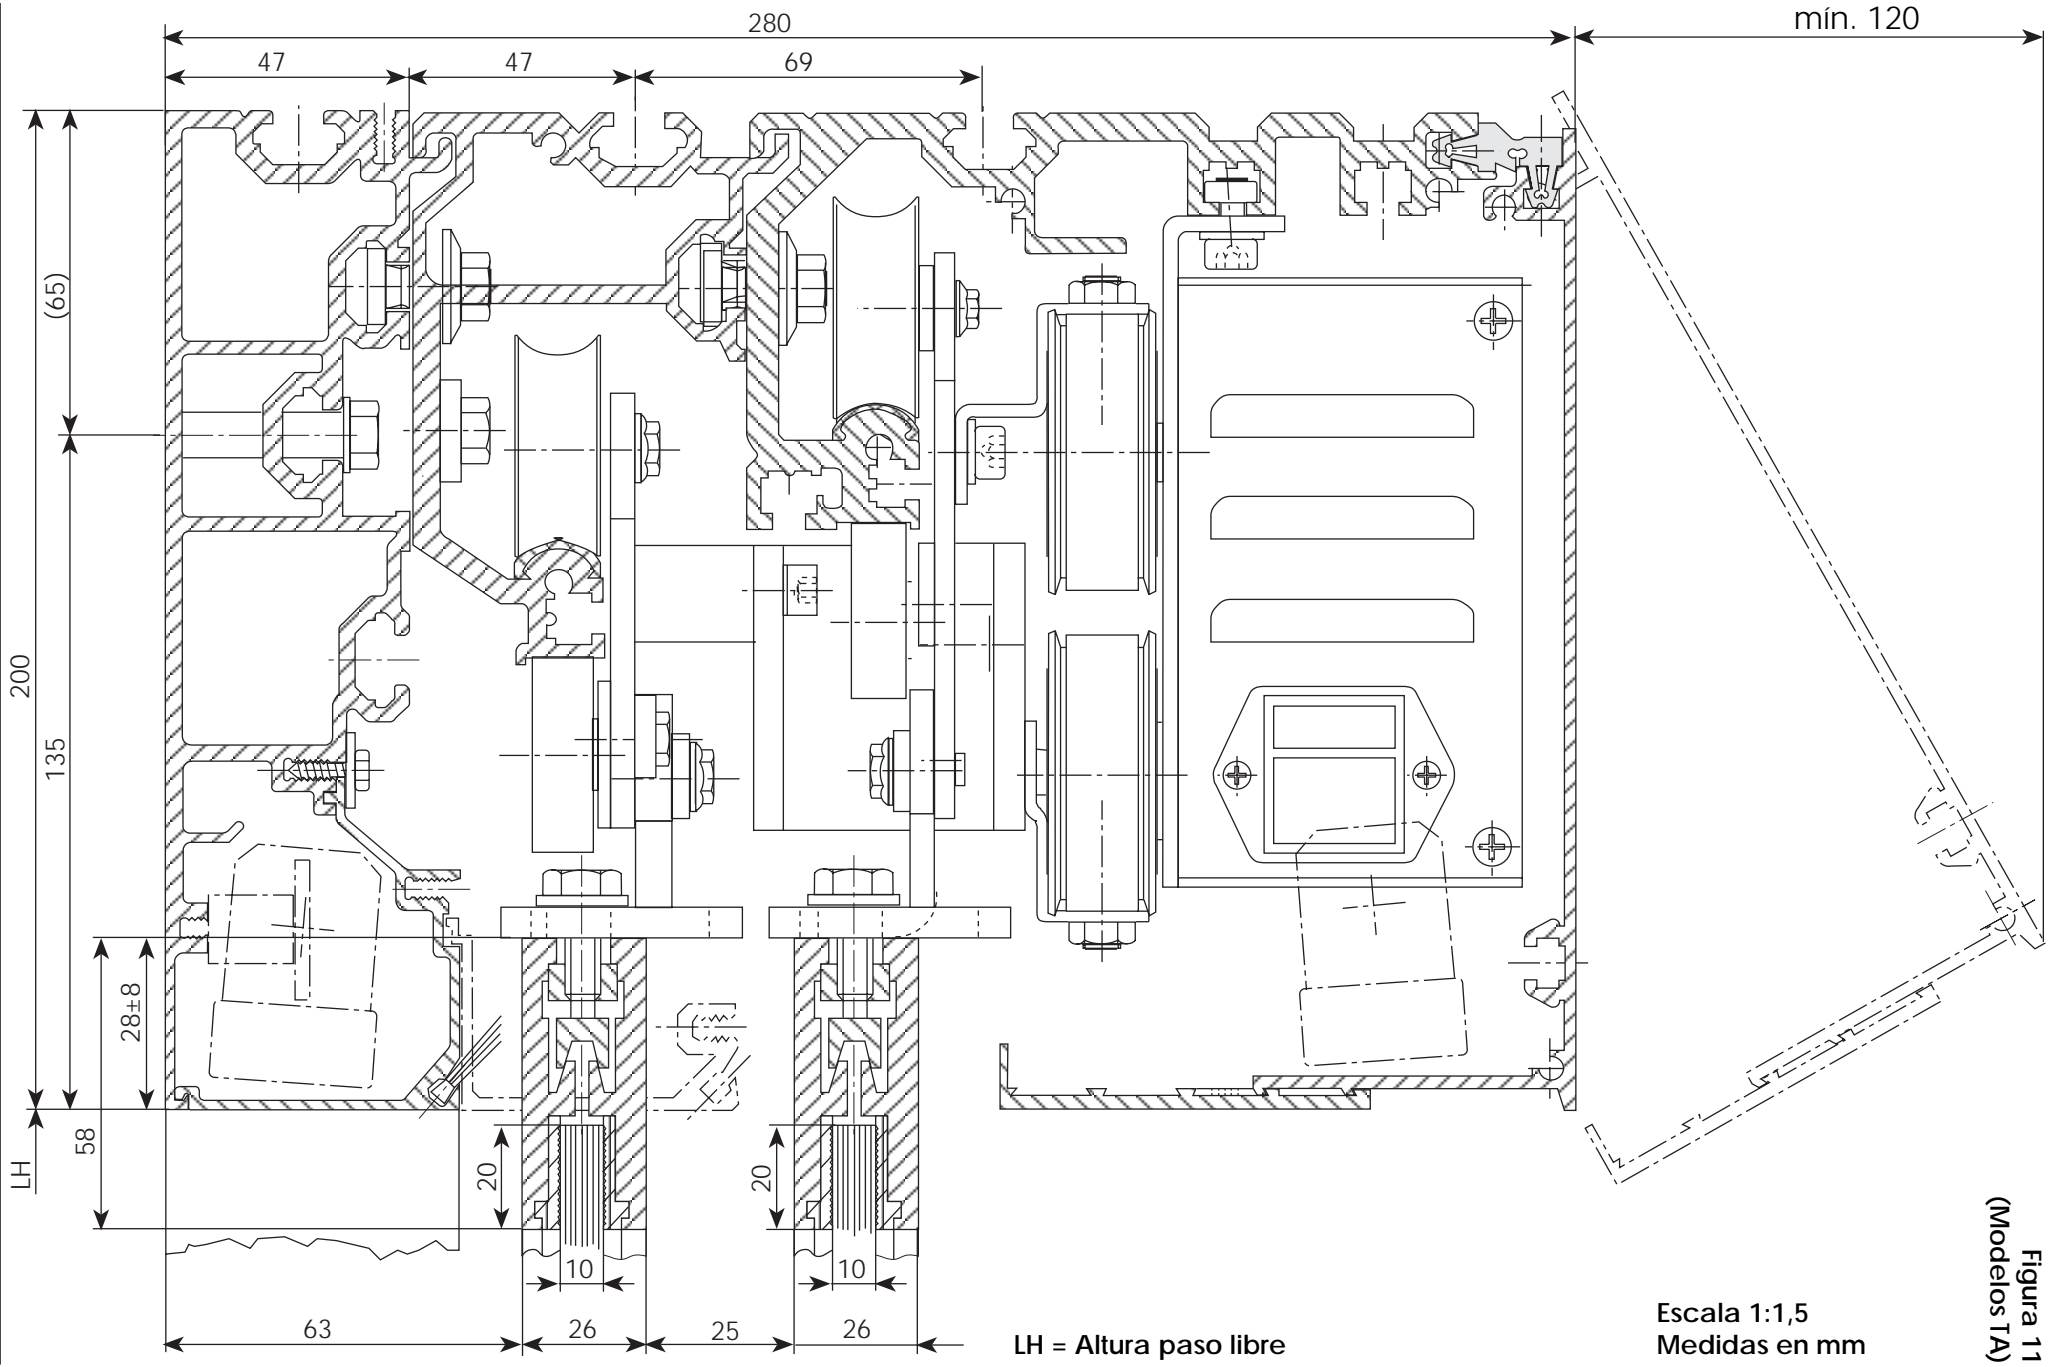 280
mín. 120
47
47
69
(65)
200
135
28±8
58
LH
20
20
10
10
63
26
25
26
LH = Altura paso libre
Escala 1:1,5
Medidas en mm
Figura 11
(Modelos TA)